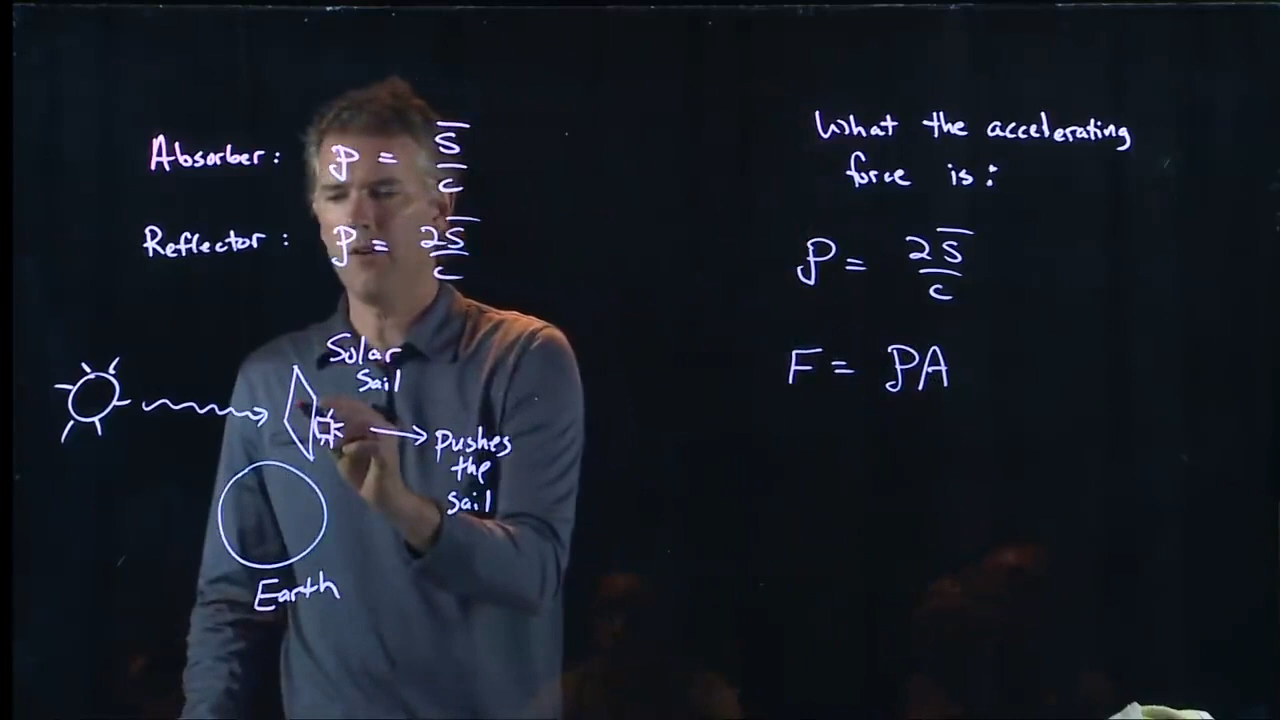 Absorber: P = S̅/c
Reflector: P = 2S̅/c
Solar
Sail
pushes
the
sail
Earth
What the accelerating
force is:
P = 2S̅/c
F = PA